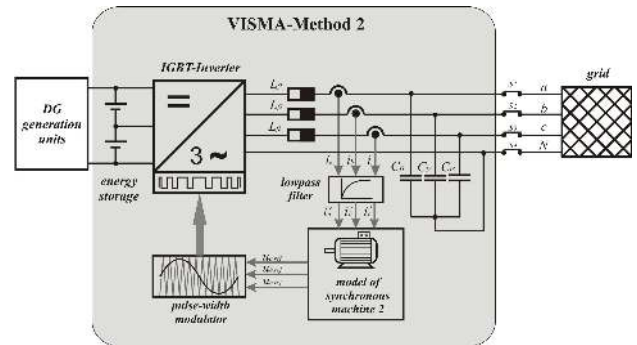 VISMA-Method 2
IGBT-Inverter
grid
DG
generation
units
energy
storage
3 ~
a
b
c
N
lowpass
filter
pulse-width
modulator
model of
synchronous
machine 2